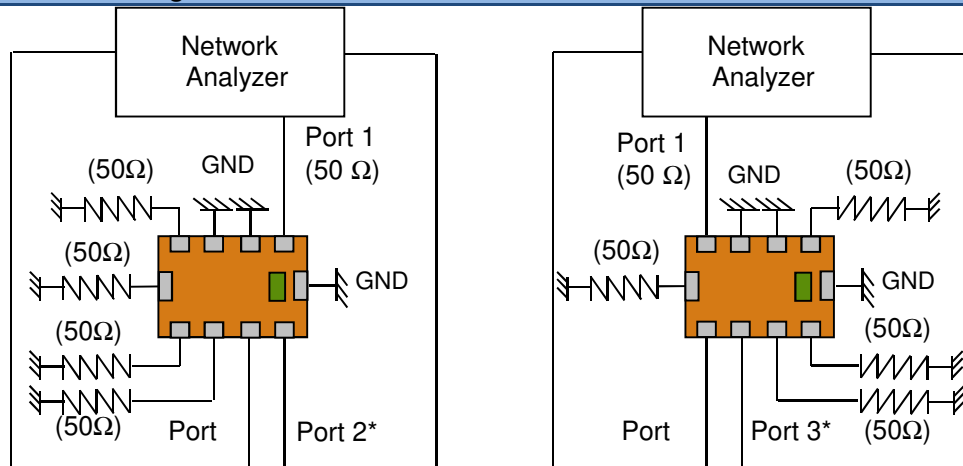 Network
Analyzer
Port 1
(50 Ω)
GND
(50Ω)
(50Ω)
GND
(50Ω)
(50Ω)
Port
Port 2*
Network
Analyzer
Port 1
(50 Ω)
GND
(50Ω)
(50Ω)
GND
(50Ω)
(50Ω)
Port
Port 3*